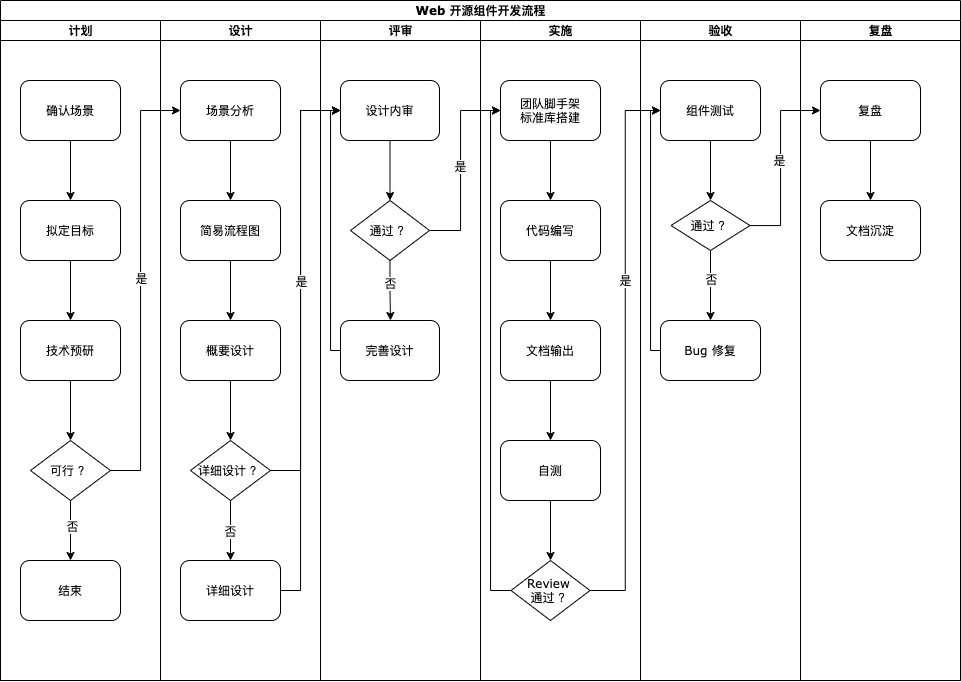 Web 开源组件开发流程
计划
设计
评审
实施
验收
复盘
确认场景
拟定目标
技术预研
可行 ?
是
否
结束
场景分析
简易流程图
概要设计
详细设计 ?
是
否
详细设计
设计内审
通过 ?
是
否
完善设计
团队脚手架
标准库搭建
代码编写
文档输出
自测
Review
通过 ?
是
组件测试
通过 ?
是
否
Bug 修复
复盘
文档沉淀